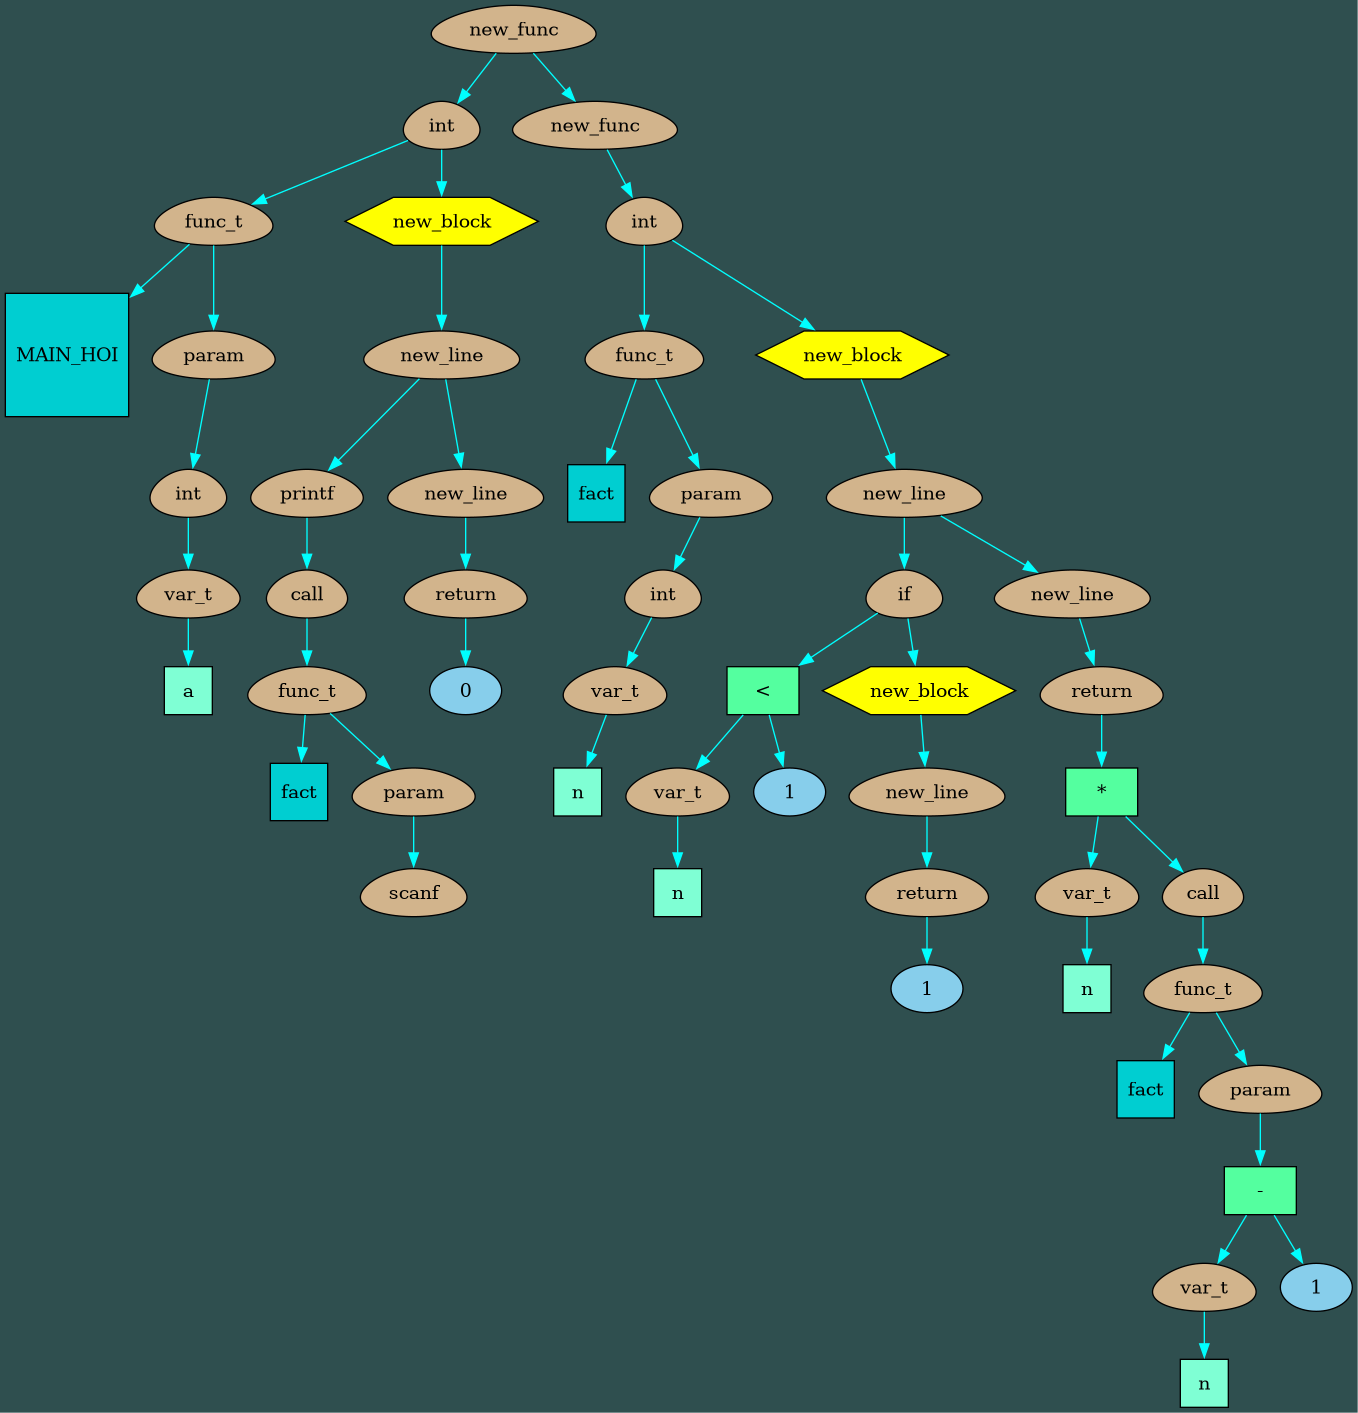 new_func
int
new_func
func_t
new_block
int
MAIN_HOI
param
new_line
func_t
new_block
int
printf
new_line
fact
param
new_line
var_t
call
return
int
if
new_line
a
func_t
0
var_t
<
new_block
return
fact
param
n
var_t
1
new_line
*
scanf
n
return
var_t
call
1
n
func_t
fact
param
-
var_t
1
n